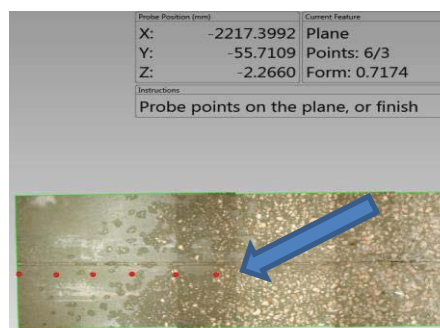 Probe Position (mm)
X: -2217.3992
Y: -55.7109
Z: -2.2660
Current Feature
Plane
Points: 6/3
Form: 0.7174
Instructions
Probe points on the plane, or finish